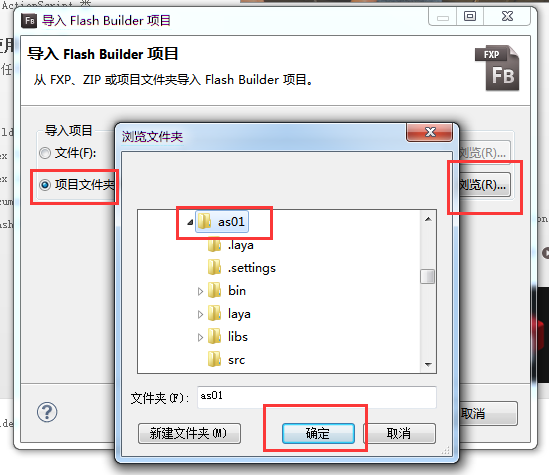 ActionScript 类
FB 导入 Flash Builder 项目
导入 Flash Builder 项目
从 FXP、ZIP 或项目文件夹导入 Flash Builder 项目。
FXP
FB
导入项目
文件(F):
浏览(R)...
项目文件夹
浏览(R)...
浏览文件夹
as01
.laya
.settings
bin
laya
libs
src
文件夹(F):
as01
新建文件夹(M)
确定
取消
取消